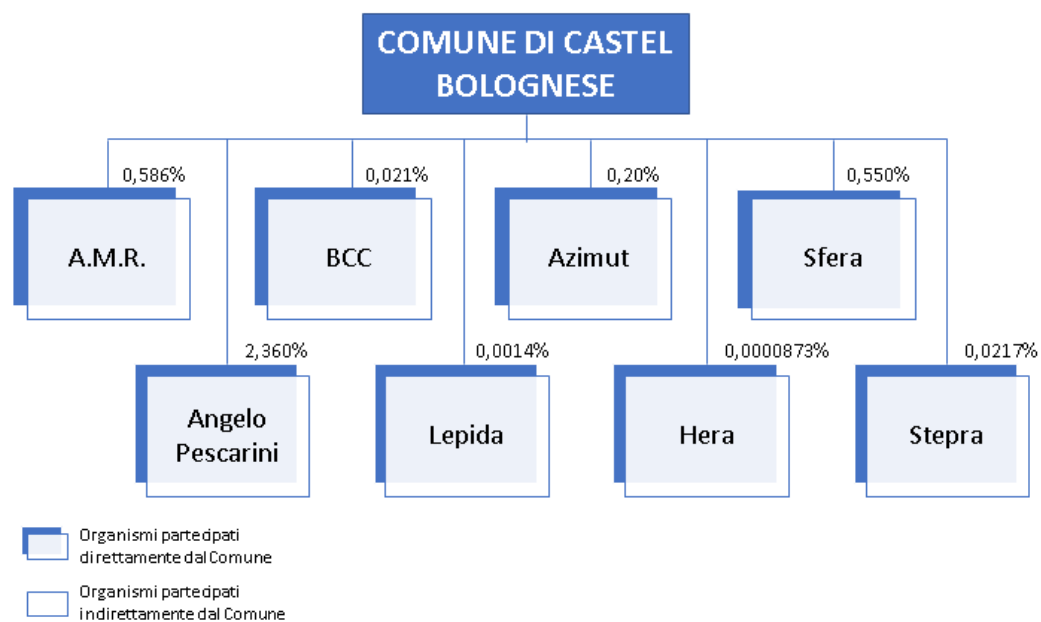 COMUNE DI CASTEL
BOLOGNESE
0,586%
0,021%
0,20%
0,550%
A.M.R.
BCC
Azimut
Sfera
2,360%
0,0014%
0,0000873%
0,0217%
Angelo
Pescarini
Lepida
Hera
Stepra
Organismi partecipati
direttamente dal Comune
Organismi partecipati
indirettamente dal Comune